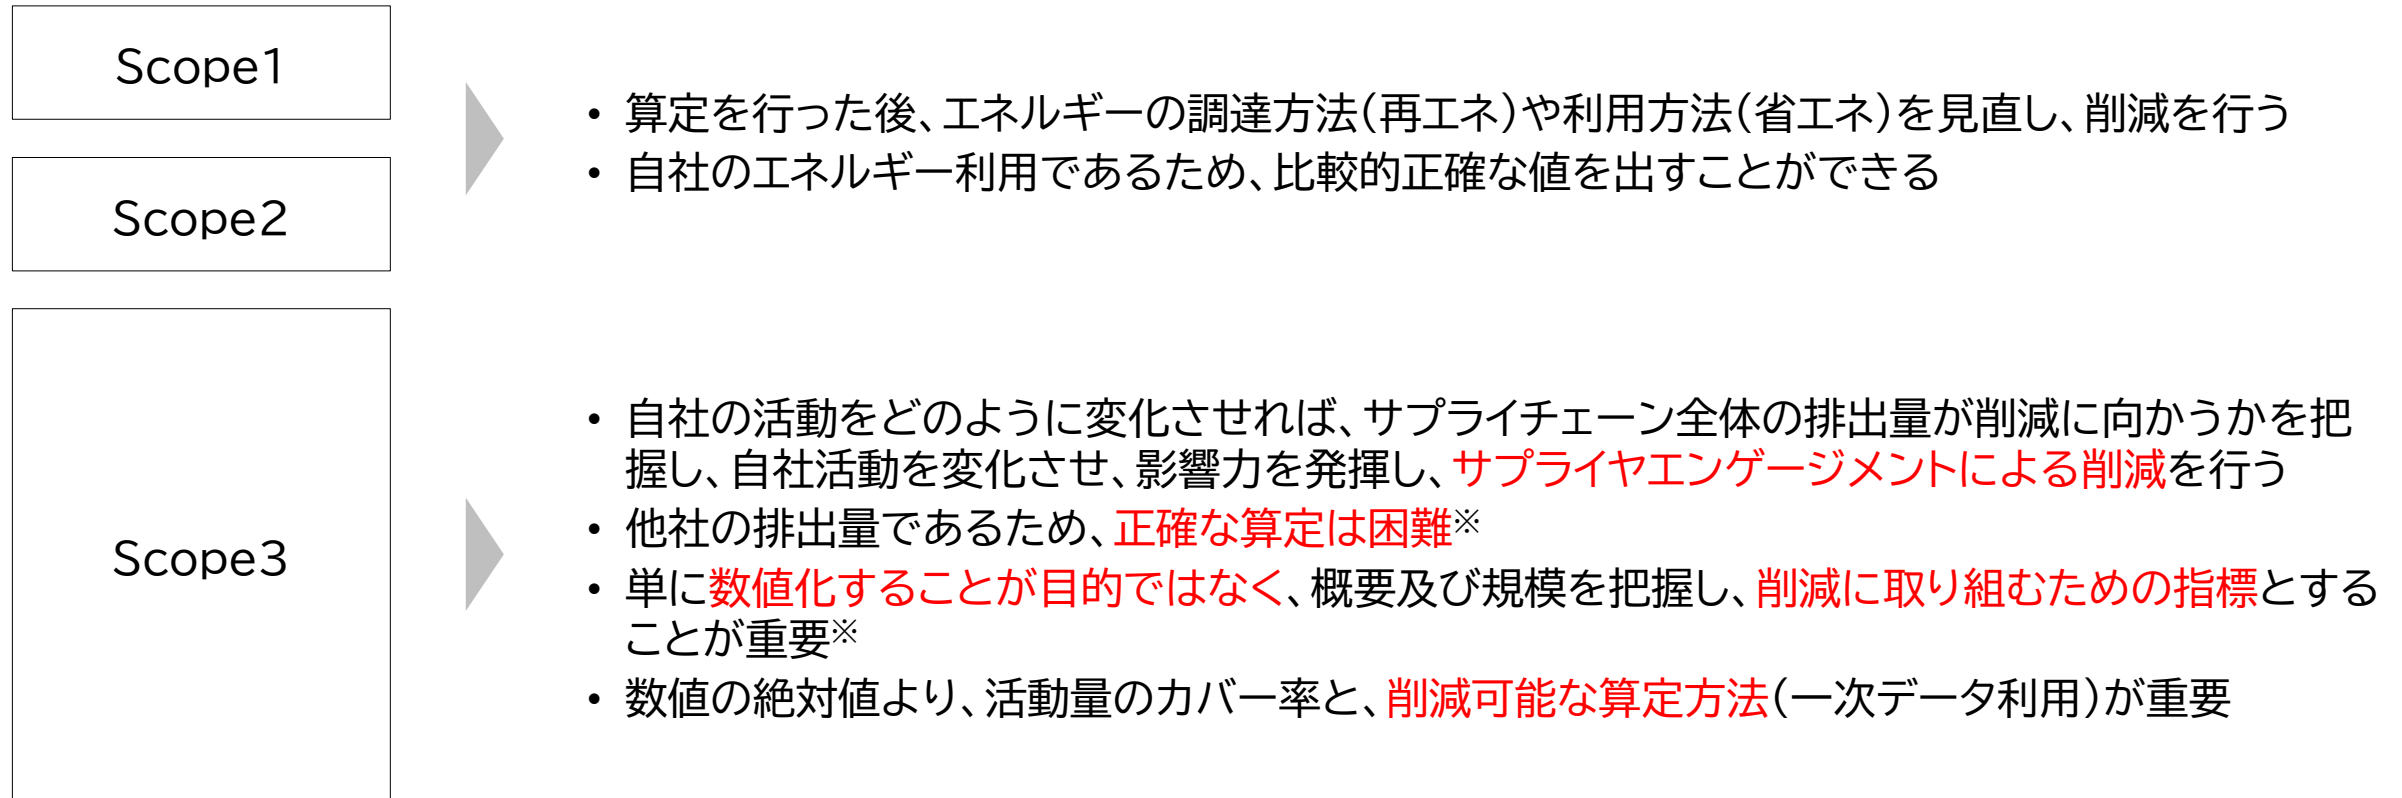 Scope1
Scope2
• 算定を行った後、エネルギーの調達方法(再エネ)や利用方法(省エネ)を見直し、削減を行う
• 自社のエネルギー利用であるため、比較的正確な値を出すことができる
Scope3
• 自社の活動をどのように変化させれば、サプライチェーン全体の排出量が削減に向かうかを把
握し、自社活動を変化させ、影響力を発揮し、サプライヤエンゲージメントによる削減を行う
• 他社の排出量であるため、正確な算定は困難※
• 単に数値化することが目的ではなく、概要及び規模を把握し、削減に取り組むための指標とする
ことが重要※
• 数値の絶対値より、活動量のカバー率と、削減可能な算定方法(一次データ利用)が重要